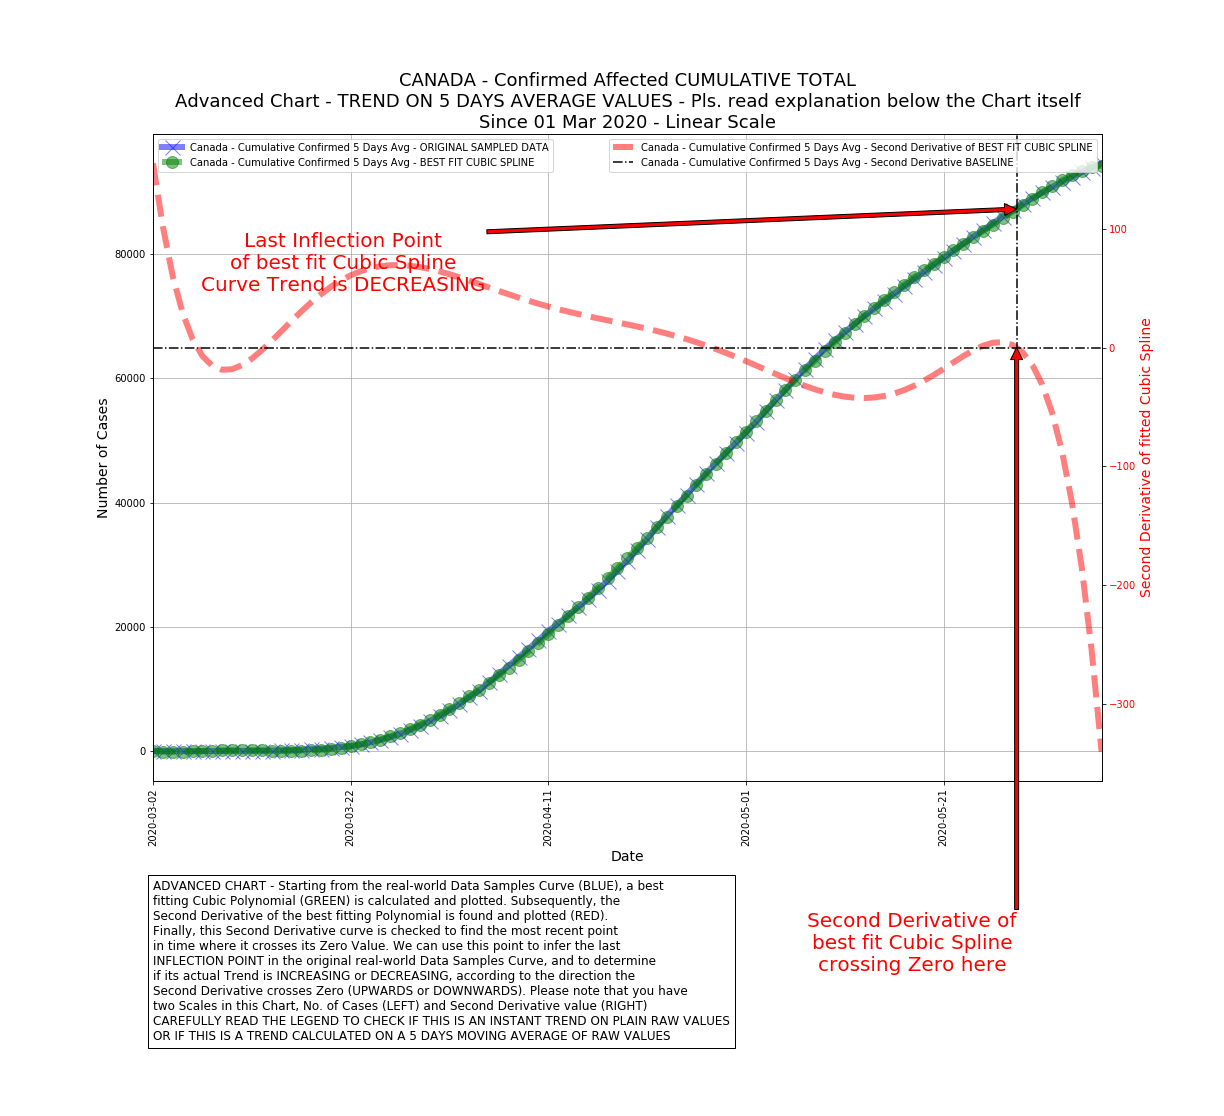 CANADA - Confirmed Affected CUMULATIVE TOTAL
Advanced Chart - TREND ON 5 DAYS AVERAGE VALUES - Pls. read explanation below the Chart itself
Since 01 Mar 2020 - Linear Scale
Canada - Cumulative Confirmed 5 Days Avg - ORIGINAL SAMPLED DATA
Canada - Cumulative Confirmed 5 Days Avg - BEST FIT CUBIC SPLINE
Canada - Cumulative Confirmed 5 Days Avg - Second Derivative of BEST FIT CUBIC SPLINE
Canada - Cumulative Confirmed 5 Days Avg - Second Derivative BASELINE
Last Inflection Point
of best fit Cubic Spline
Curve Trend is DECREASING
Number of Cases
80000
60000
40000
20000
0
100
0
−100
−200
−300
Second Derivative of fitted Cubic Spline
2020-03-02
2020-03-22
2020-04-11
2020-05-01
2020-05-21
Date
ADVANCED CHART - Starting from the real-world Data Samples Curve (BLUE), a best
fitting Cubic Polynomial (GREEN) is calculated and plotted. Subsequently, the
Second Derivative of the best fitting Polynomial is found and plotted (RED).
Finally, this Second Derivative curve is checked to find the most recent point
in time where it crosses its Zero Value. We can use this point to infer the last
INFLECTION POINT in the original real-world Data Samples Curve, and to determine
if its actual Trend is INCREASING or DECREASING, according to the direction the
Second Derivative crosses Zero (UPWARDS or DOWNWARDS). Please note that you have
two Scales in this Chart, No. of Cases (LEFT) and Second Derivative value (RIGHT)
CAREFULLY READ THE LEGEND TO CHECK IF THIS IS AN INSTANT TREND ON PLAIN RAW VALUES
OR IF THIS IS A TREND CALCULATED ON A 5 DAYS MOVING AVERAGE OF RAW VALUES
Second Derivative of
best fit Cubic Spline
crossing Zero here